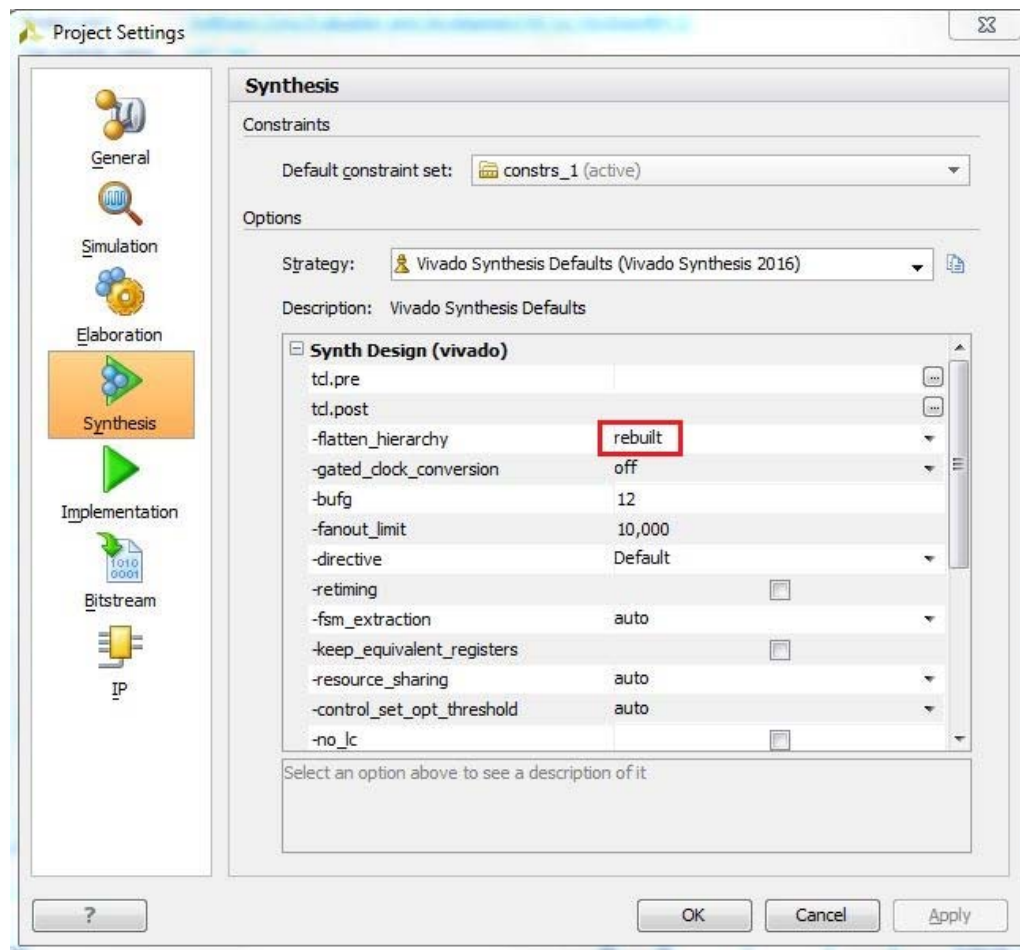 Project Settings
General
Simulation
Elaboration
Synthesis
Implementation
1010
0001
Bitstream
IP
Synthesis
Constraints
Default constraint set: constrs_1 (active)
Options
Strategy: Vivado Synthesis Defaults (Vivado Synthesis 2016)
Description: Vivado Synthesis Defaults
Synth Design (vivado)
tcl.pre ...
tcl.post ...
-flatten_hierarchy rebuilt
-gated_clock_conversion off
-bufg 12
-fanout_limit 10,000
-directive Default
-retiming
-fsm_extraction auto
-keep_equivalent_registers
-resource_sharing auto
-control_set_opt_threshold auto
-no_lc
Select an option above to see a description of it
? OK Cancel Apply